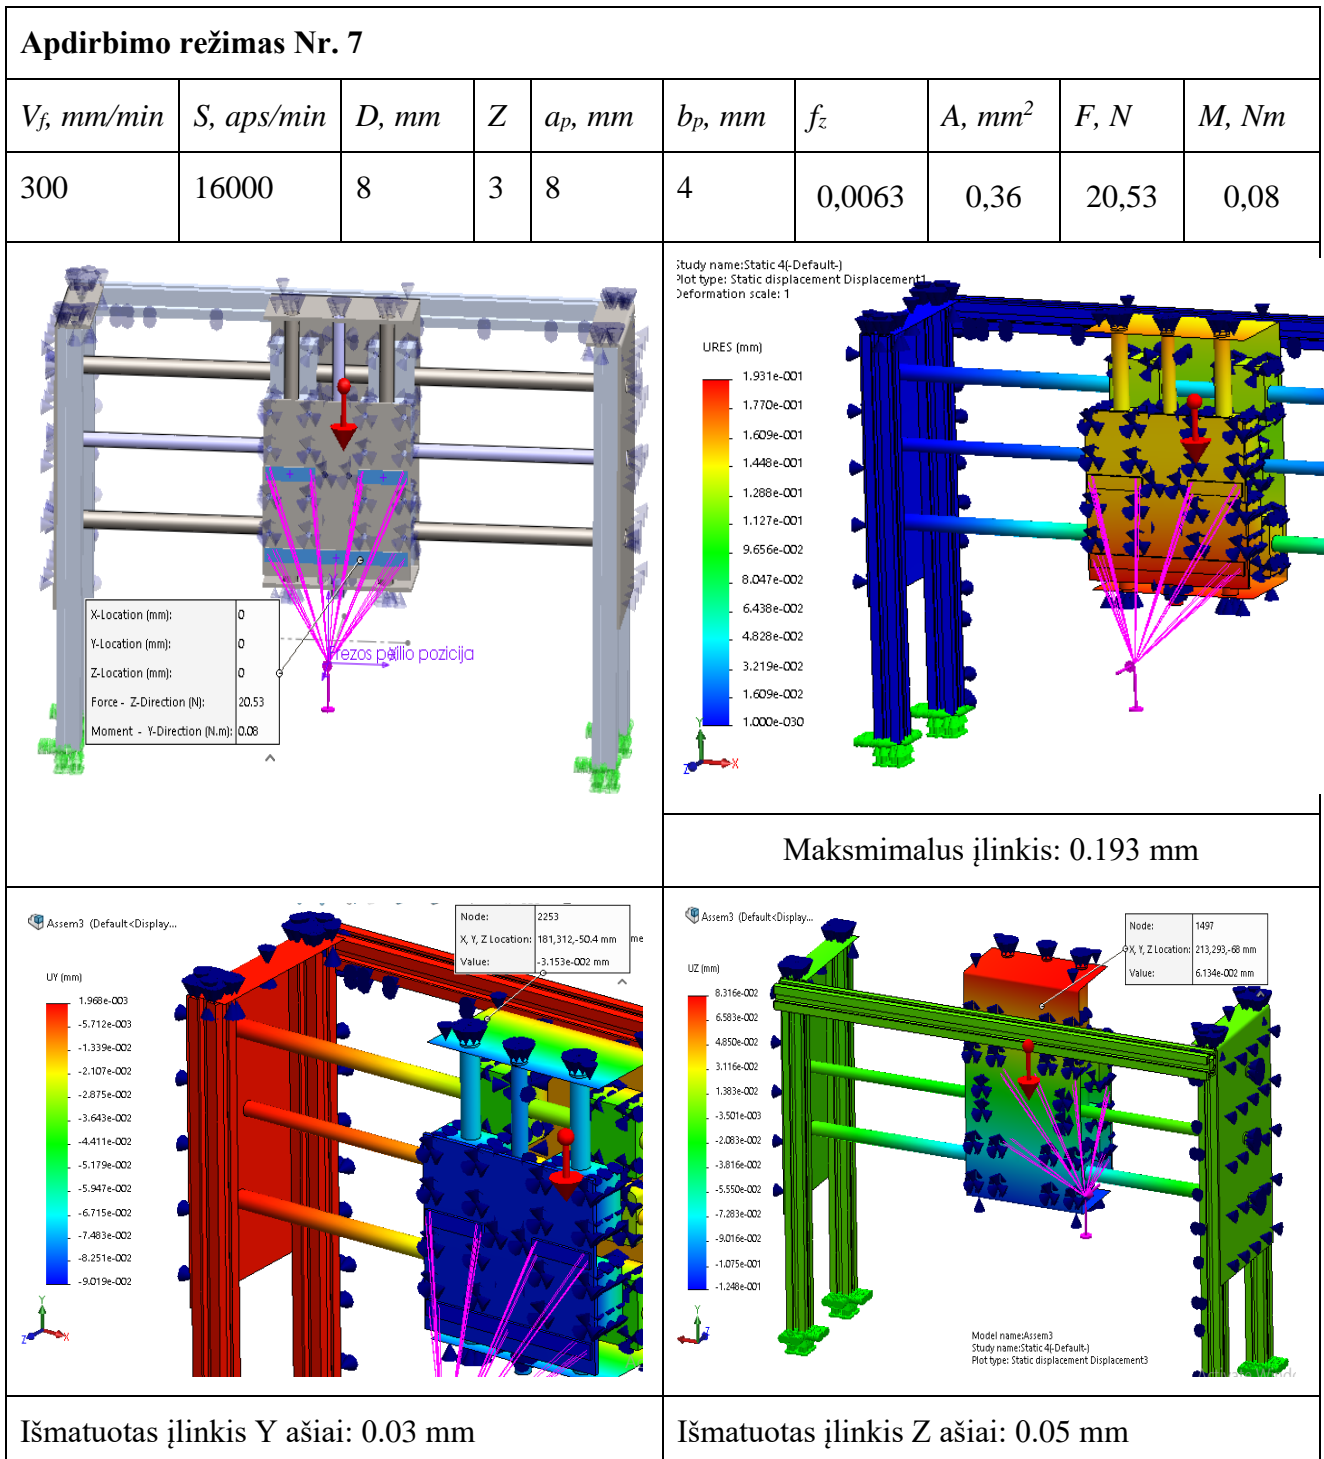 Apdirbimo režimas Nr. 7
Vf, mm/min S, aps/min D, mm Z ap, mm bp, mm fz A, mm2 F, N M, Nm
300 16000 8 3 8 4 0,0063 0,36 20,53 0,08
X-Location (mm): 0
Y-Location (mm): 0
Z-Location (mm): 0
Force - Z-Direction (N): 20.53
Moment - Y-Direction (N.m): 0.08
pozicija
Study name:Static 4(-Default-)
Plot type: Static displacement Displacement1
Deformation scale: 1
URES (mm)
1.931e-001
1.770e-001
1.609e-001
1.448e-001
1.288e-001
1.127e-001
9.656e-002
8.047e-002
6.438e-002
4.828e-002
3.219e-002
1.609e-002
1.000e-030
Y
Z X
Maksmimalus įlinkis: 0.193 mm
Assem3 (Default<Display...
Node: 2253
X, Y, Z Location: 181,312,-50.4 mm
Value: -3.153e-002 mm
me
UY (mm)
1.968e-003
-5.712e-003
-1.339e-002
-2.107e-002
-2.875e-002
-3.643e-002
-4.411e-002
-5.179e-002
-5.947e-002
-6.715e-002
-7.483e-002
-8.251e-002
-9.019e-002
Y
Z X
Assem3 (Default<Display...
Node: 1497
X, Y, Z Location: 213,293,-68 mm
Value: 6.134e-002 mm
UZ (mm)
8.316e-002
6.583e-002
4.850e-002
3.116e-002
1.383e-002
-3.501e-003
-2.083e-002
-3.816e-002
-5.550e-002
-7.283e-002
-9.016e-002
-1.075e-001
-1.248e-001
Y
Z
Model name:Assem3
Study name:Static 4(-Default-)
Plot type: Static displacement Displacement3
Išmatuotas įlinkis Y ašiai: 0.03 mm
Išmatuotas įlinkis Z ašiai: 0.05 mm